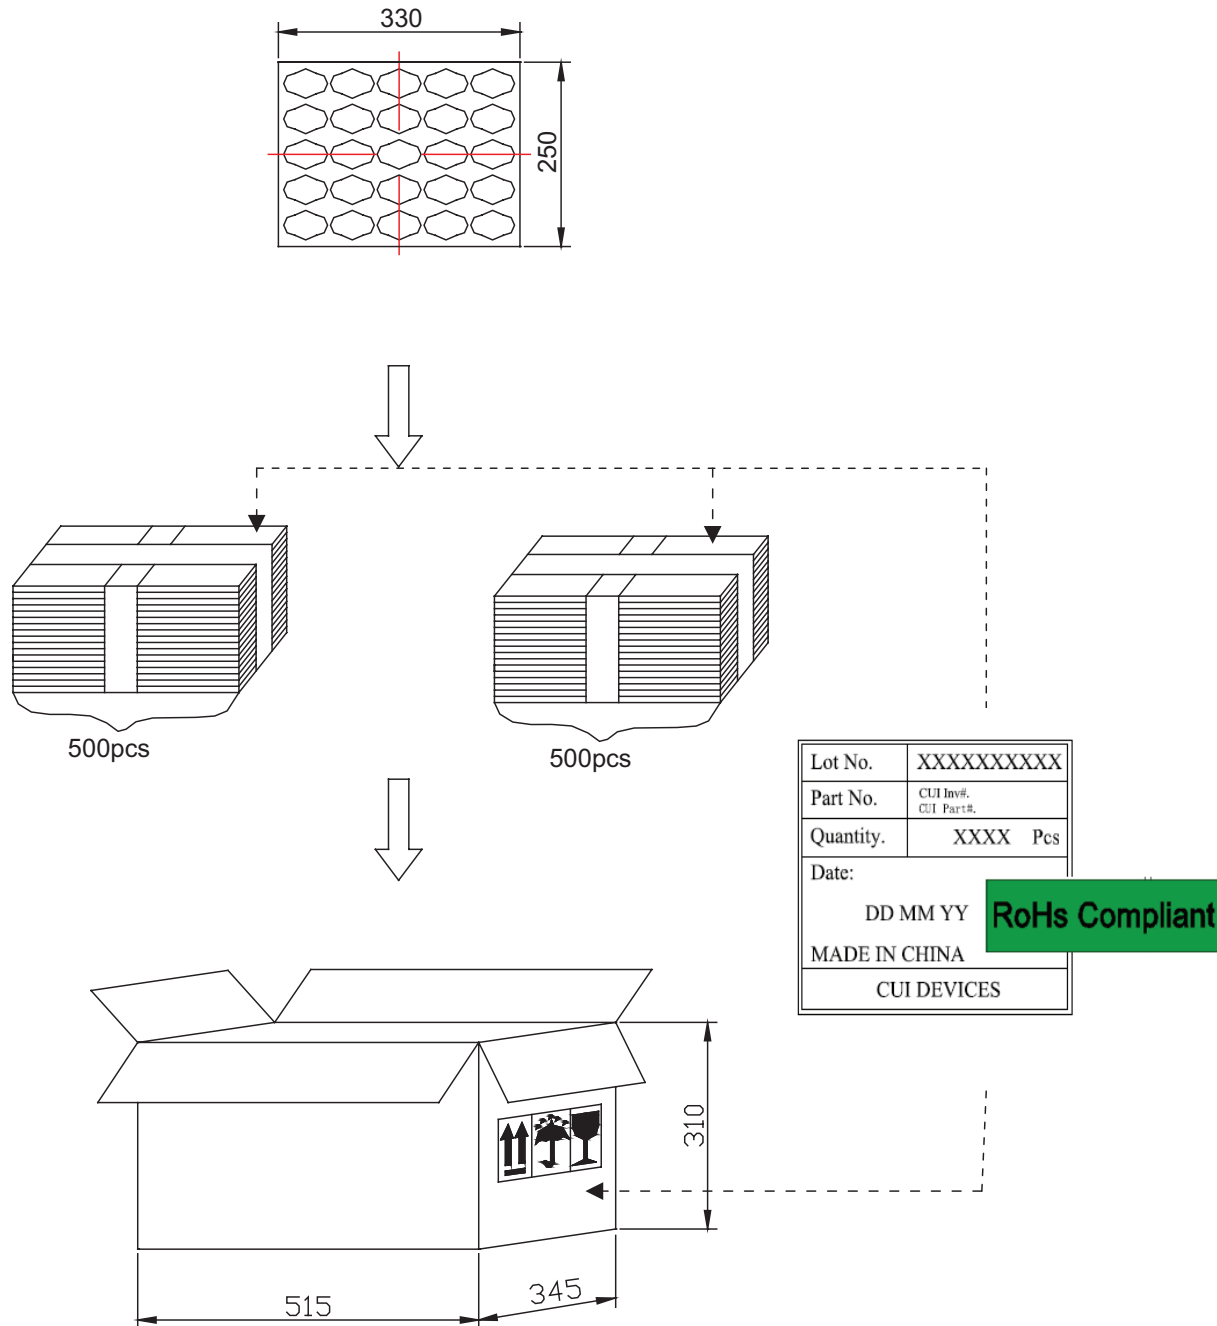 330
250
500pcs
500pcs
Lot No. XXXXXXXXXX
Part No. CUI Inv#.
CUI Part#.
Quantity. XXXX Pcs
Date:
DD MM YY
RoHs Compliant
MADE IN CHINA
CUI DEVICES
310
345
515